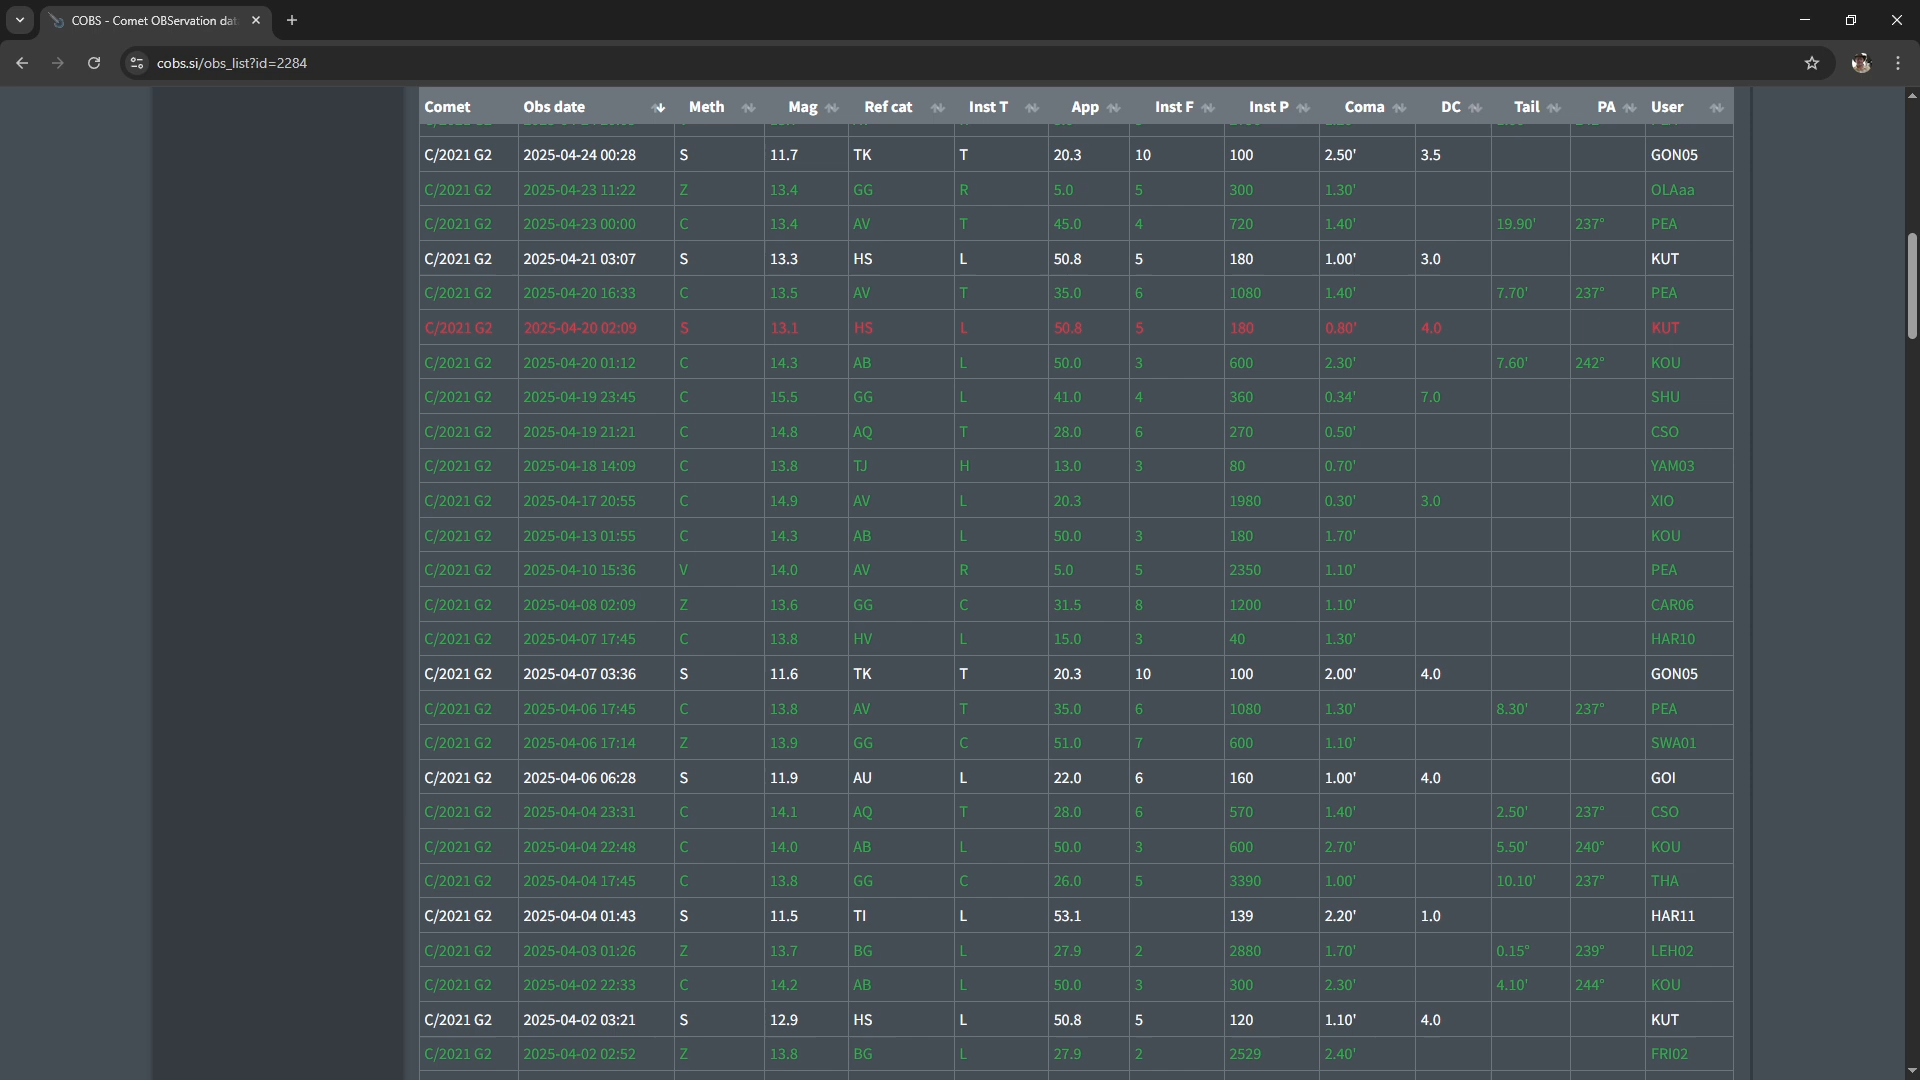 COBS - Comet OBServation dat
cobs.si/obs_list?id=2284
Comet Obs date Meth Mag Ref cat Inst T App Inst F Inst P Coma DC Tail PA User
C/2021 G2 2025-04-24 00:28 S 11.7 TK T 20.3 10 100 2.50' 3.5 GON05
C/2021 G2 2025-04-23 11:22 Z 13.4 GG R 5.0 5 300 1.30' OLAaa
C/2021 G2 2025-04-23 00:00 C 13.4 AV T 45.0 4 720 1.40' 19.90' 237° PEA
C/2021 G2 2025-04-21 03:07 S 13.3 HS L 50.8 5 180 1.00' 3.0 KUT
C/2021 G2 2025-04-20 16:33 C 13.5 AV T 35.0 6 1080 1.40' 7.70' 237° PEA
C/2021 G2 2025-04-20 02:09 S 13.1 HS L 50.8 5 180 0.80' 4.0 KUT
C/2021 G2 2025-04-20 01:12 C 14.3 AB L 50.0 3 600 2.30' 7.60' 242° KOU
C/2021 G2 2025-04-19 23:45 C 15.5 GG L 41.0 4 360 0.34' 7.0 SHU
C/2021 G2 2025-04-19 21:21 C 14.8 AQ T 28.0 6 270 0.50' CSO
C/2021 G2 2025-04-18 14:09 C 13.8 TJ H 13.0 3 80 0.70' YAM03
C/2021 G2 2025-04-17 20:55 C 14.9 AV L 20.3 1980 0.30' 3.0 XIO
C/2021 G2 2025-04-13 01:55 C 14.3 AB L 50.0 3 180 1.70' KOU
C/2021 G2 2025-04-10 15:36 V 14.0 AV R 5.0 5 2350 1.10' PEA
C/2021 G2 2025-04-08 02:09 Z 13.6 GG C 31.5 8 1200 1.10' CAR06
C/2021 G2 2025-04-07 17:45 C 13.8 HV L 15.0 3 40 1.30' HAR10
C/2021 G2 2025-04-07 03:36 S 11.6 TK T 20.3 10 100 2.00' 4.0 GON05
C/2021 G2 2025-04-06 17:45 C 13.8 AV T 35.0 6 1080 1.30' 8.30' 237° PEA
C/2021 G2 2025-04-06 17:14 Z 13.9 GG C 51.0 7 600 1.10' SWA01
C/2021 G2 2025-04-06 06:28 S 11.9 AU L 22.0 6 160 1.00' 4.0 GOI
C/2021 G2 2025-04-04 23:31 C 14.1 AQ T 28.0 6 570 1.40' 2.50' 237° CSO
C/2021 G2 2025-04-04 22:48 C 14.0 AB L 50.0 3 600 2.70' 5.50' 240° KOU
C/2021 G2 2025-04-04 17:45 C 13.8 GG C 26.0 5 3390 1.00' 10.10' 237° THA
C/2021 G2 2025-04-04 01:43 S 11.5 TI L 53.1 139 2.20' 1.0 HAR11
C/2021 G2 2025-04-03 01:26 Z 13.7 BG L 27.9 2 2880 1.70' 0.15° 239° LEH02
C/2021 G2 2025-04-02 22:33 C 14.2 AB L 50.0 3 300 2.30' 4.10' 244° KOU
C/2021 G2 2025-04-02 03:21 S 12.9 HS L 50.8 5 120 1.10' 4.0 KUT
C/2021 G2 2025-04-02 02:52 Z 13.8 BG L 27.9 2 2529 2.40' FRI02